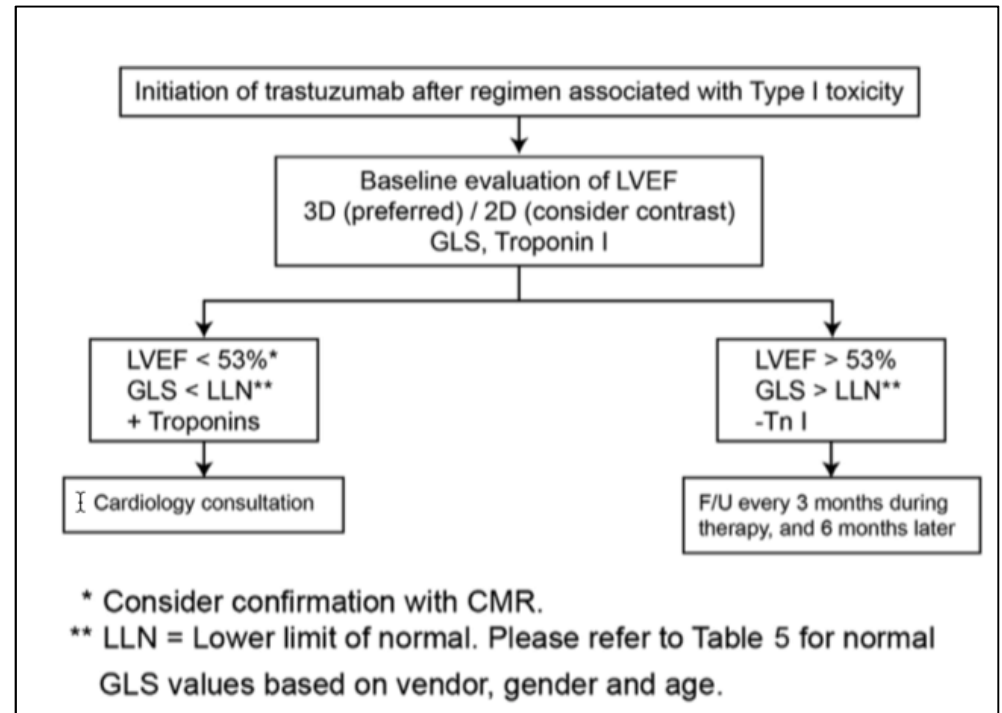 Initiation of trastuzumab after regimen associated with Type I toxicity
Baseline evaluation of LVEF
3D (preferred) / 2D (consider contrast)
GLS, Troponin I
LVEF < 53%*
GLS < LLN**
+ Troponins
LVEF > 53%
GLS > LLN**
-Tn I
Cardiology consultation
F/U every 3 months during
therapy, and 6 months later
* Consider confirmation with CMR.
** LLN = Lower limit of normal. Please refer to Table 5 for normal
GLS values based on vendor, gender and age.